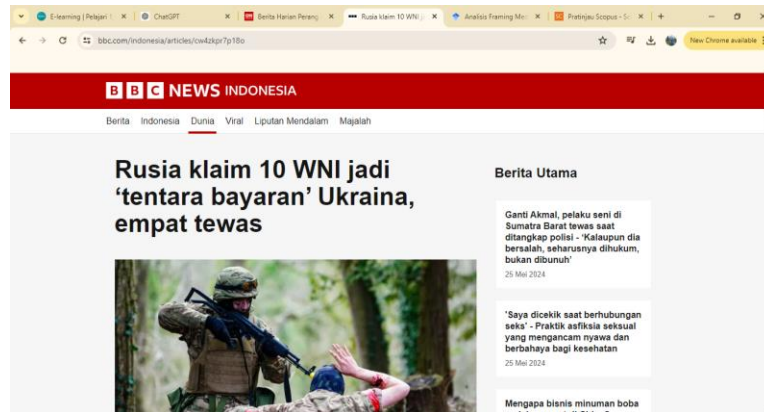 E-learning | Pelajari
ChatGPT
Berita Harian Perang
Rusia klaim 10 WNI j
Analisis Framing Mo
Pratinjau Scopus - Sc
bbc.com/indonesia/articles/cw4zkpr7p18o
New Chrome available
BBC NEWS INDONESIA
Berita Indonesia Dunia Viral Liputan Mendalam Majalah
Rusia klaim 10 WNI jadi
‘tentara bayaran’ Ukraina,
empat tewas
Berita Utama
Ganti Akmal, pelaku seni di
Sumatra Barat tewas saat
ditangkap polisi - ‘Kalaupun dia
bersalah, seharusnya dihukum,
bukan dibunuh’
25 Mei 2024
'Saya dicekik saat berhubungan
seks' - Praktik asfiksia seksual
yang mengancam nyawa dan
berbahaya bagi kesehatan
25 Mei 2024
Mengapa bisnis minuman boba